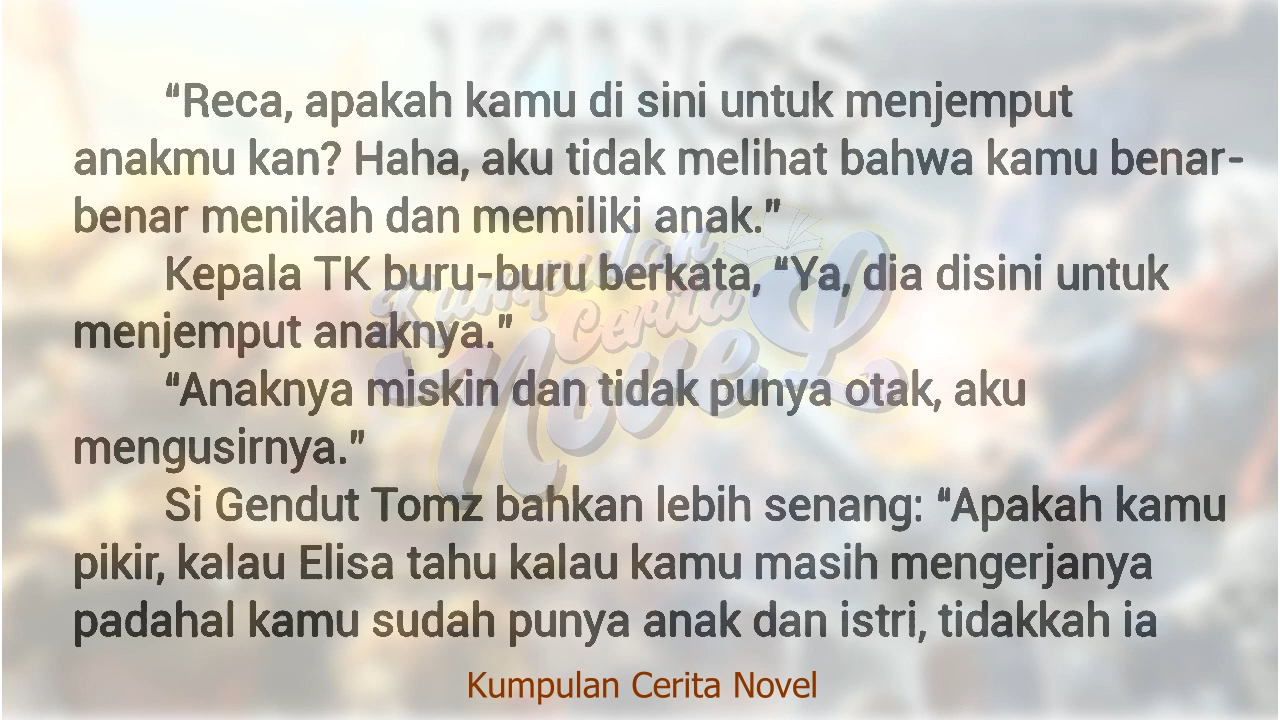 “Reca, apakah kamu di sini untuk menjemput
anakmu kan? Haha, aku tidak melihat bahwa kamu benar-
benar menikah dan memiliki anak.”
Kepala TK buru-buru berkata, “Ya, dia disini untuk
menjemput anaknya.”
“Anaknya miskin dan tidak punya otak, aku
mengusirnya.”
Si Gendut Tomz bahkan lebih senang: “Apakah kamu
pikir, kalau Elisa tahu kalau kamu masih mengerjanya
padahal kamu sudah punya anak dan istri, tidakkah ia
Kumpulan
Cerita
Novel
Kumpulan Cerita Novel